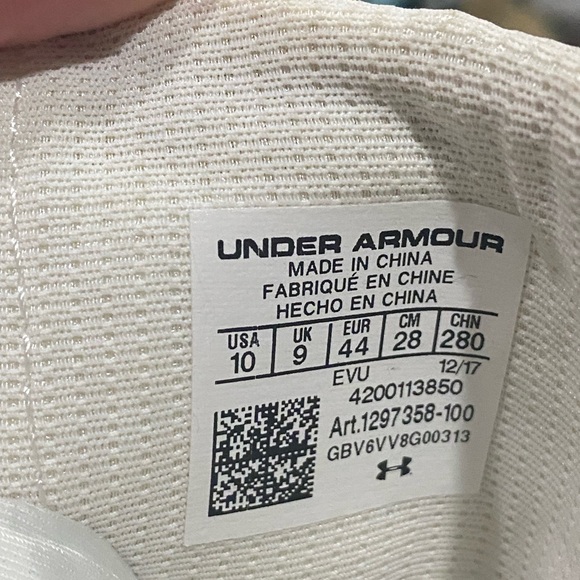 UNDER ARMOUR
MADE IN CHINA
FABRIQUÉ EN CHINE
HECHO EN CHINA
USA UK EUR CM CHN
10 9 44 28 280
EVU 12/17
4200113850
Art.1297358-100
GBV6VV8G00313